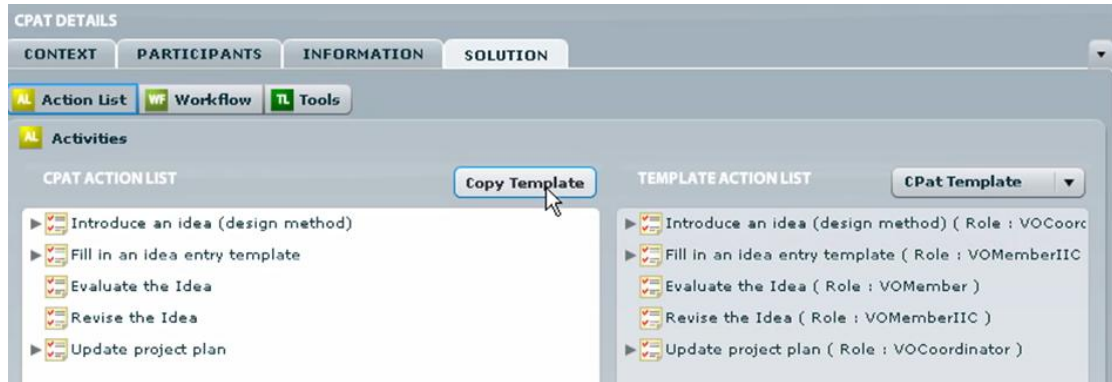 CPAT DETAILS
CONTEXT PARTICIPANTS INFORMATION SOLUTION
AL Action List WF Workflow TL Tools
AL Activities
CPAT ACTION LIST Copy Template TEMPLATE ACTION LIST CPat Template
Introduce an idea (design method)
Fill in an idea entry template
Evaluate the Idea
Revise the Idea
Update project plan
Introduce an idea (design method) ( Role : VOCoorc
Fill in an idea entry template ( Role : VOMemberIIC
Evaluate the Idea ( Role : VOMember )
Revise the Idea ( Role : VOMemberIIC )
Update project plan ( Role : VOCoordinator )